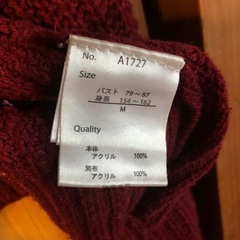 No. A1727
Size
バスト 79～87
身長 154～162
M
Quality
本体
アクリル 100%
別布
アクリル 100%